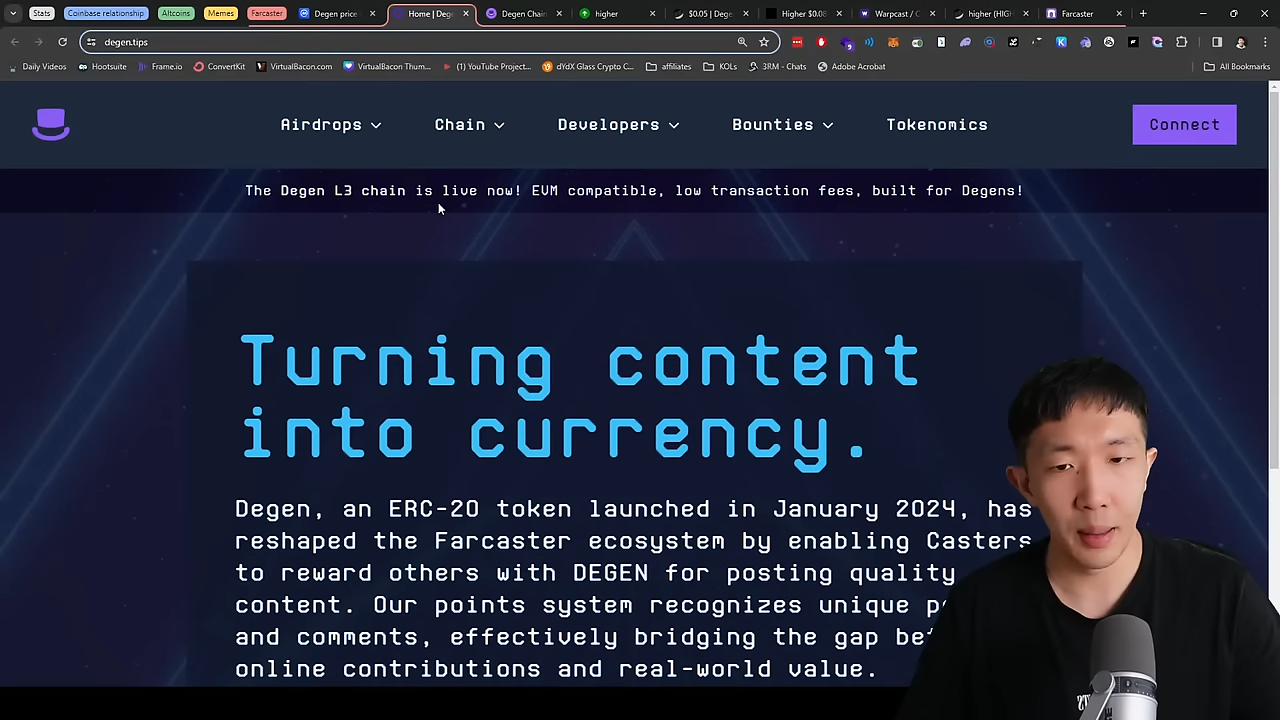 Stats Coinbase relationship Altcoins Memes Farcaster Degen price Home | Deg Degen Chain higher $0.05 | Dege Higher $0.08 Warpcast / C higher (HIGH Farcaster
degen.tips
Daily Videos Hootsuite Frame.io ConvertKit VirtualBacon.com VirtualBacon Thum... (1) YouTube Project... dYdX Glass Crypto C... affiliates KOLs 3RM - Chats Adobe Acrobat All Bookmarks
Airdrops Chain Developers Bounties Tokenomics Connect
The Degen L3 chain is live now! EVM compatible, low transaction fees, built for Degens!
Turning content
into currency.
Degen, an ERC-20 token launched in January 2024, has
reshaped the Farcaster ecosystem by enabling Casters
to reward others with DEGEN for posting quality
content. Our points system recognizes unique
and comments, effectively bridging the gap
online contributions and real-world value.